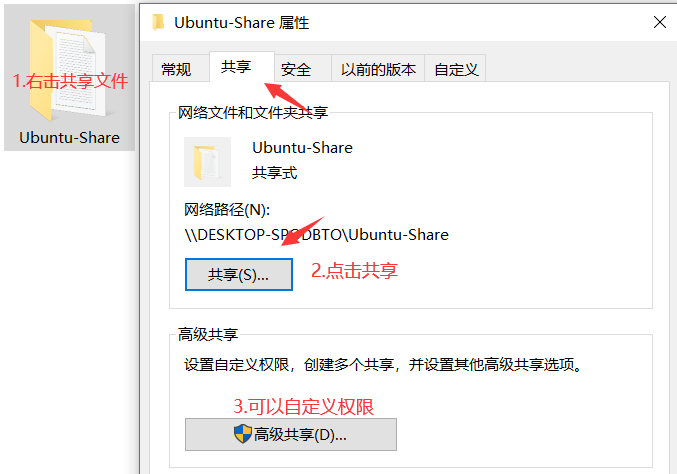 1.右击共享文件
Ubuntu-Share
Ubuntu-Share 属性
常规
共享
安全
以前的版本
自定义
网络文件和文件夹共享
Ubuntu-Share
共享式
网络路径(N):
\\DESKTOP-SPODBTO\Ubuntu-Share
共享(S)...
2.点击共享
高级共享
设置自定义权限，创建多个共享，并设置其他高级共享选项。
3.可以自定义权限
高级共享(D)...